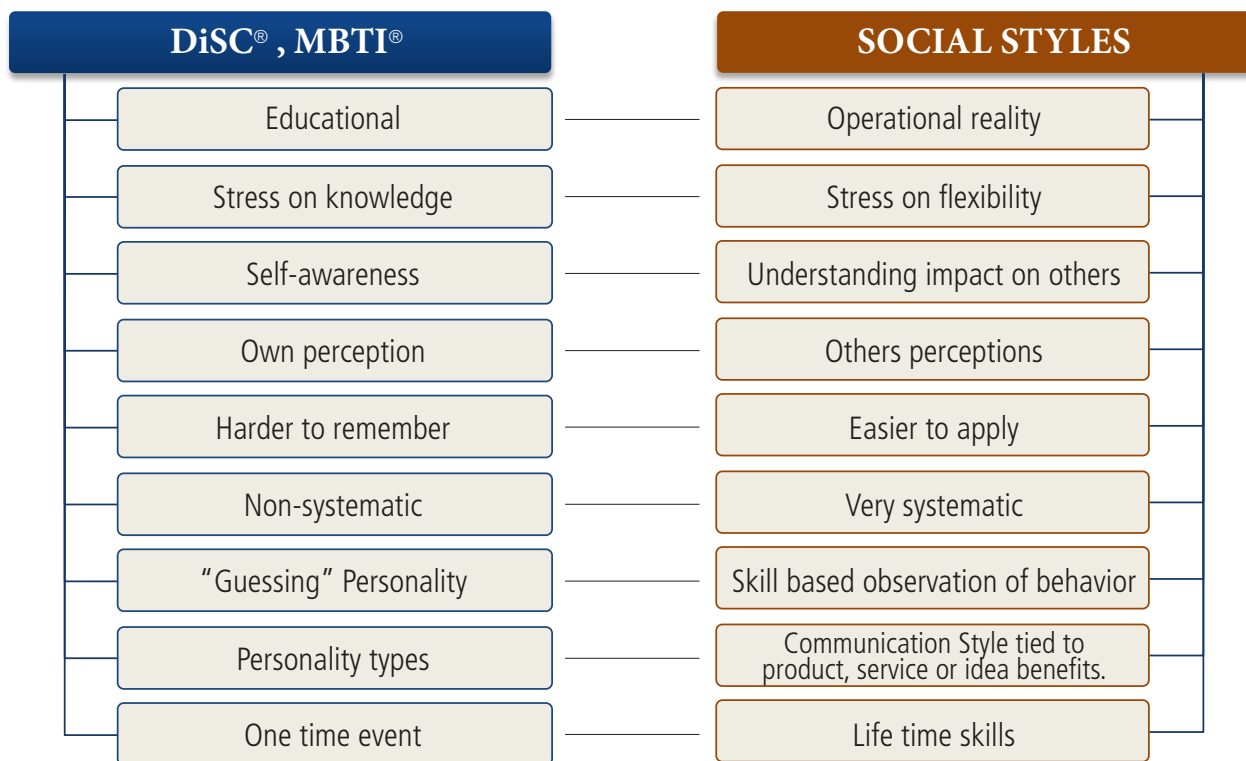 DiSC® , MBTI®
SOCIAL STYLES
Educational
Operational reality
Stress on knowledge
Stress on flexibility
Self-awareness
Understanding impact on others
Own perception
Others perceptions
Harder to remember
Easier to apply
Non-systematic
Very systematic
“Guessing” Personality
Skill based observation of behavior
Personality types
Communication Style tied to
product, service or idea benefits.
One time event
Life time skills